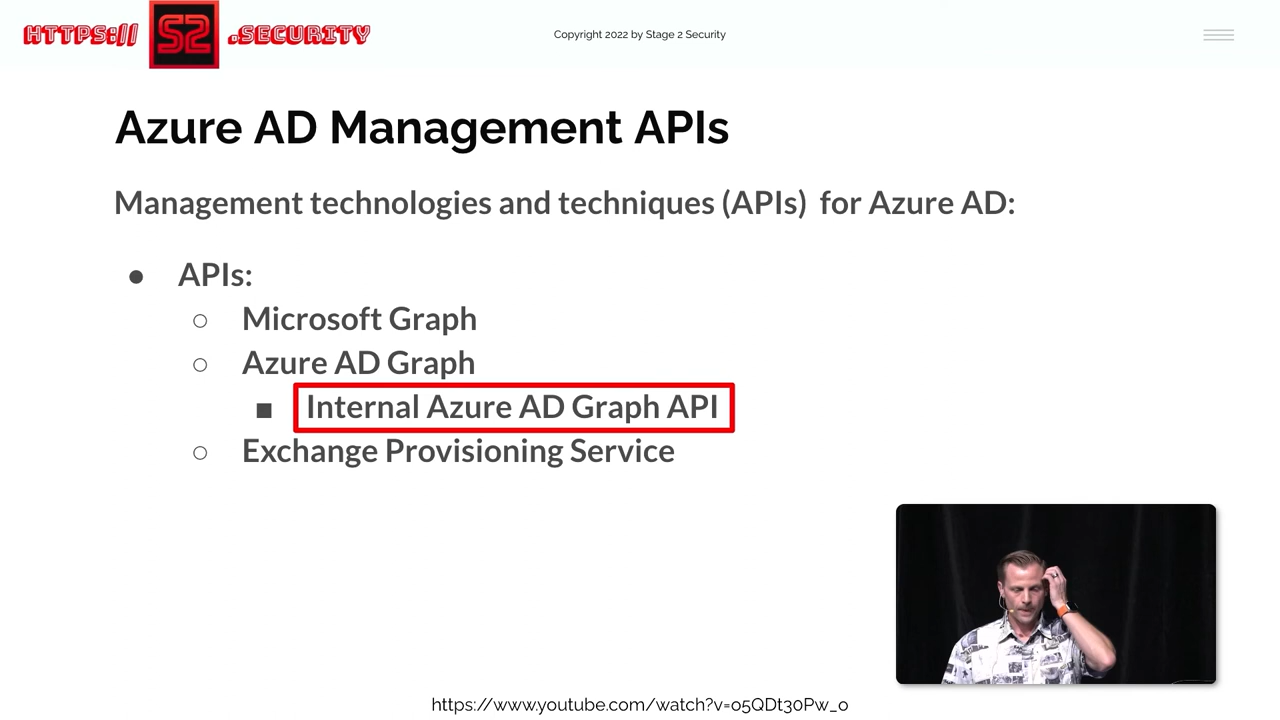 HTTPS:// S2 .SECURITY
Copyright 2022 by Stage 2 Security
Azure AD Management APIs
Management technologies and techniques (APIs) for Azure AD:
● APIs:
○ Microsoft Graph
○ Azure AD Graph
■ Internal Azure AD Graph API
○ Exchange Provisioning Service
https://www.youtube.com/watch?v=o5QDt30Pw_o